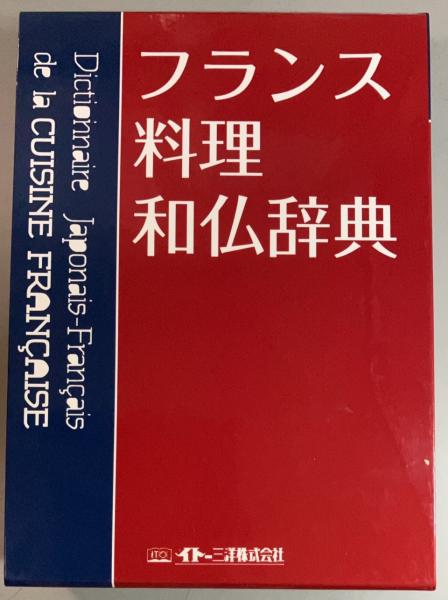 フランス
料理
和仏辞典
Dictionnaire Japonais-Français
de la CUISINE FRANÇAISE
ITO イトー三洋株式会社